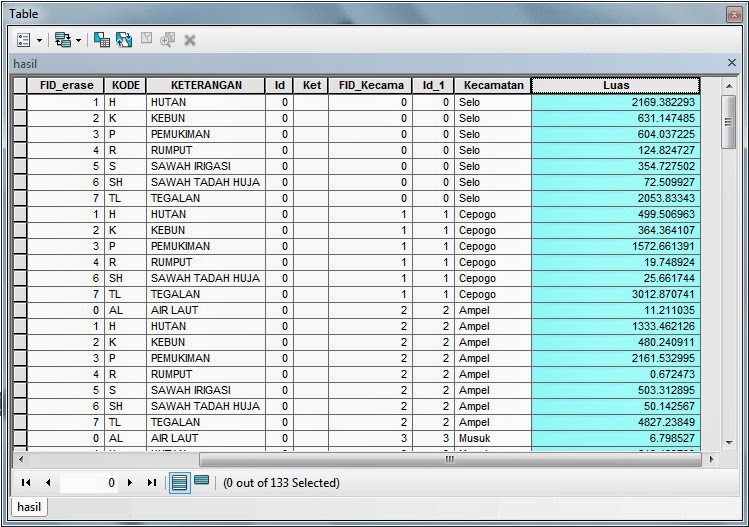 Table
hasil
FID_erase KODE KETERANGAN Id Ket FID_Kecama Id_1 Kecamatan Luas
1 H HUTAN 0 0 0 Selo 2169.382293
2 K KEBUN 0 0 0 Selo 631.147485
3 P PEMUKIMAN 0 0 0 Selo 604.037225
4 R RUMPUT 0 0 0 Selo 124.824727
5 S SAWAH IRIGASI 0 0 0 Selo 354.727502
6 SH SAWAH TADAH HUJA 0 0 0 Selo 72.509927
7 TL TEGALAN 0 0 0 Selo 2053.83343
1 H HUTAN 0 1 1 Cepogo 499.506963
2 K KEBUN 0 1 1 Cepogo 364.364107
3 P PEMUKIMAN 0 1 1 Cepogo 1572.661391
4 R RUMPUT 0 1 1 Cepogo 19.748924
6 SH SAWAH TADAH HUJA 0 1 1 Cepogo 25.661744
7 TL TEGALAN 0 1 1 Cepogo 3012.870741
0 AL AIR LAUT 0 2 2 Ampel 11.211035
1 H HUTAN 0 2 2 Ampel 1333.462126
2 K KEBUN 0 2 2 Ampel 480.240911
3 P PEMUKIMAN 0 2 2 Ampel 2161.532995
4 R RUMPUT 0 2 2 Ampel 0.672473
5 S SAWAH IRIGASI 0 2 2 Ampel 503.312895
6 SH SAWAH TADAH HUJA 0 2 2 Ampel 50.142567
7 TL TEGALAN 0 2 2 Ampel 4827.23849
0 AL AIR LAUT 0 3 3 Musuk 6.798527
0 (0 out of 133 Selected)
hasil